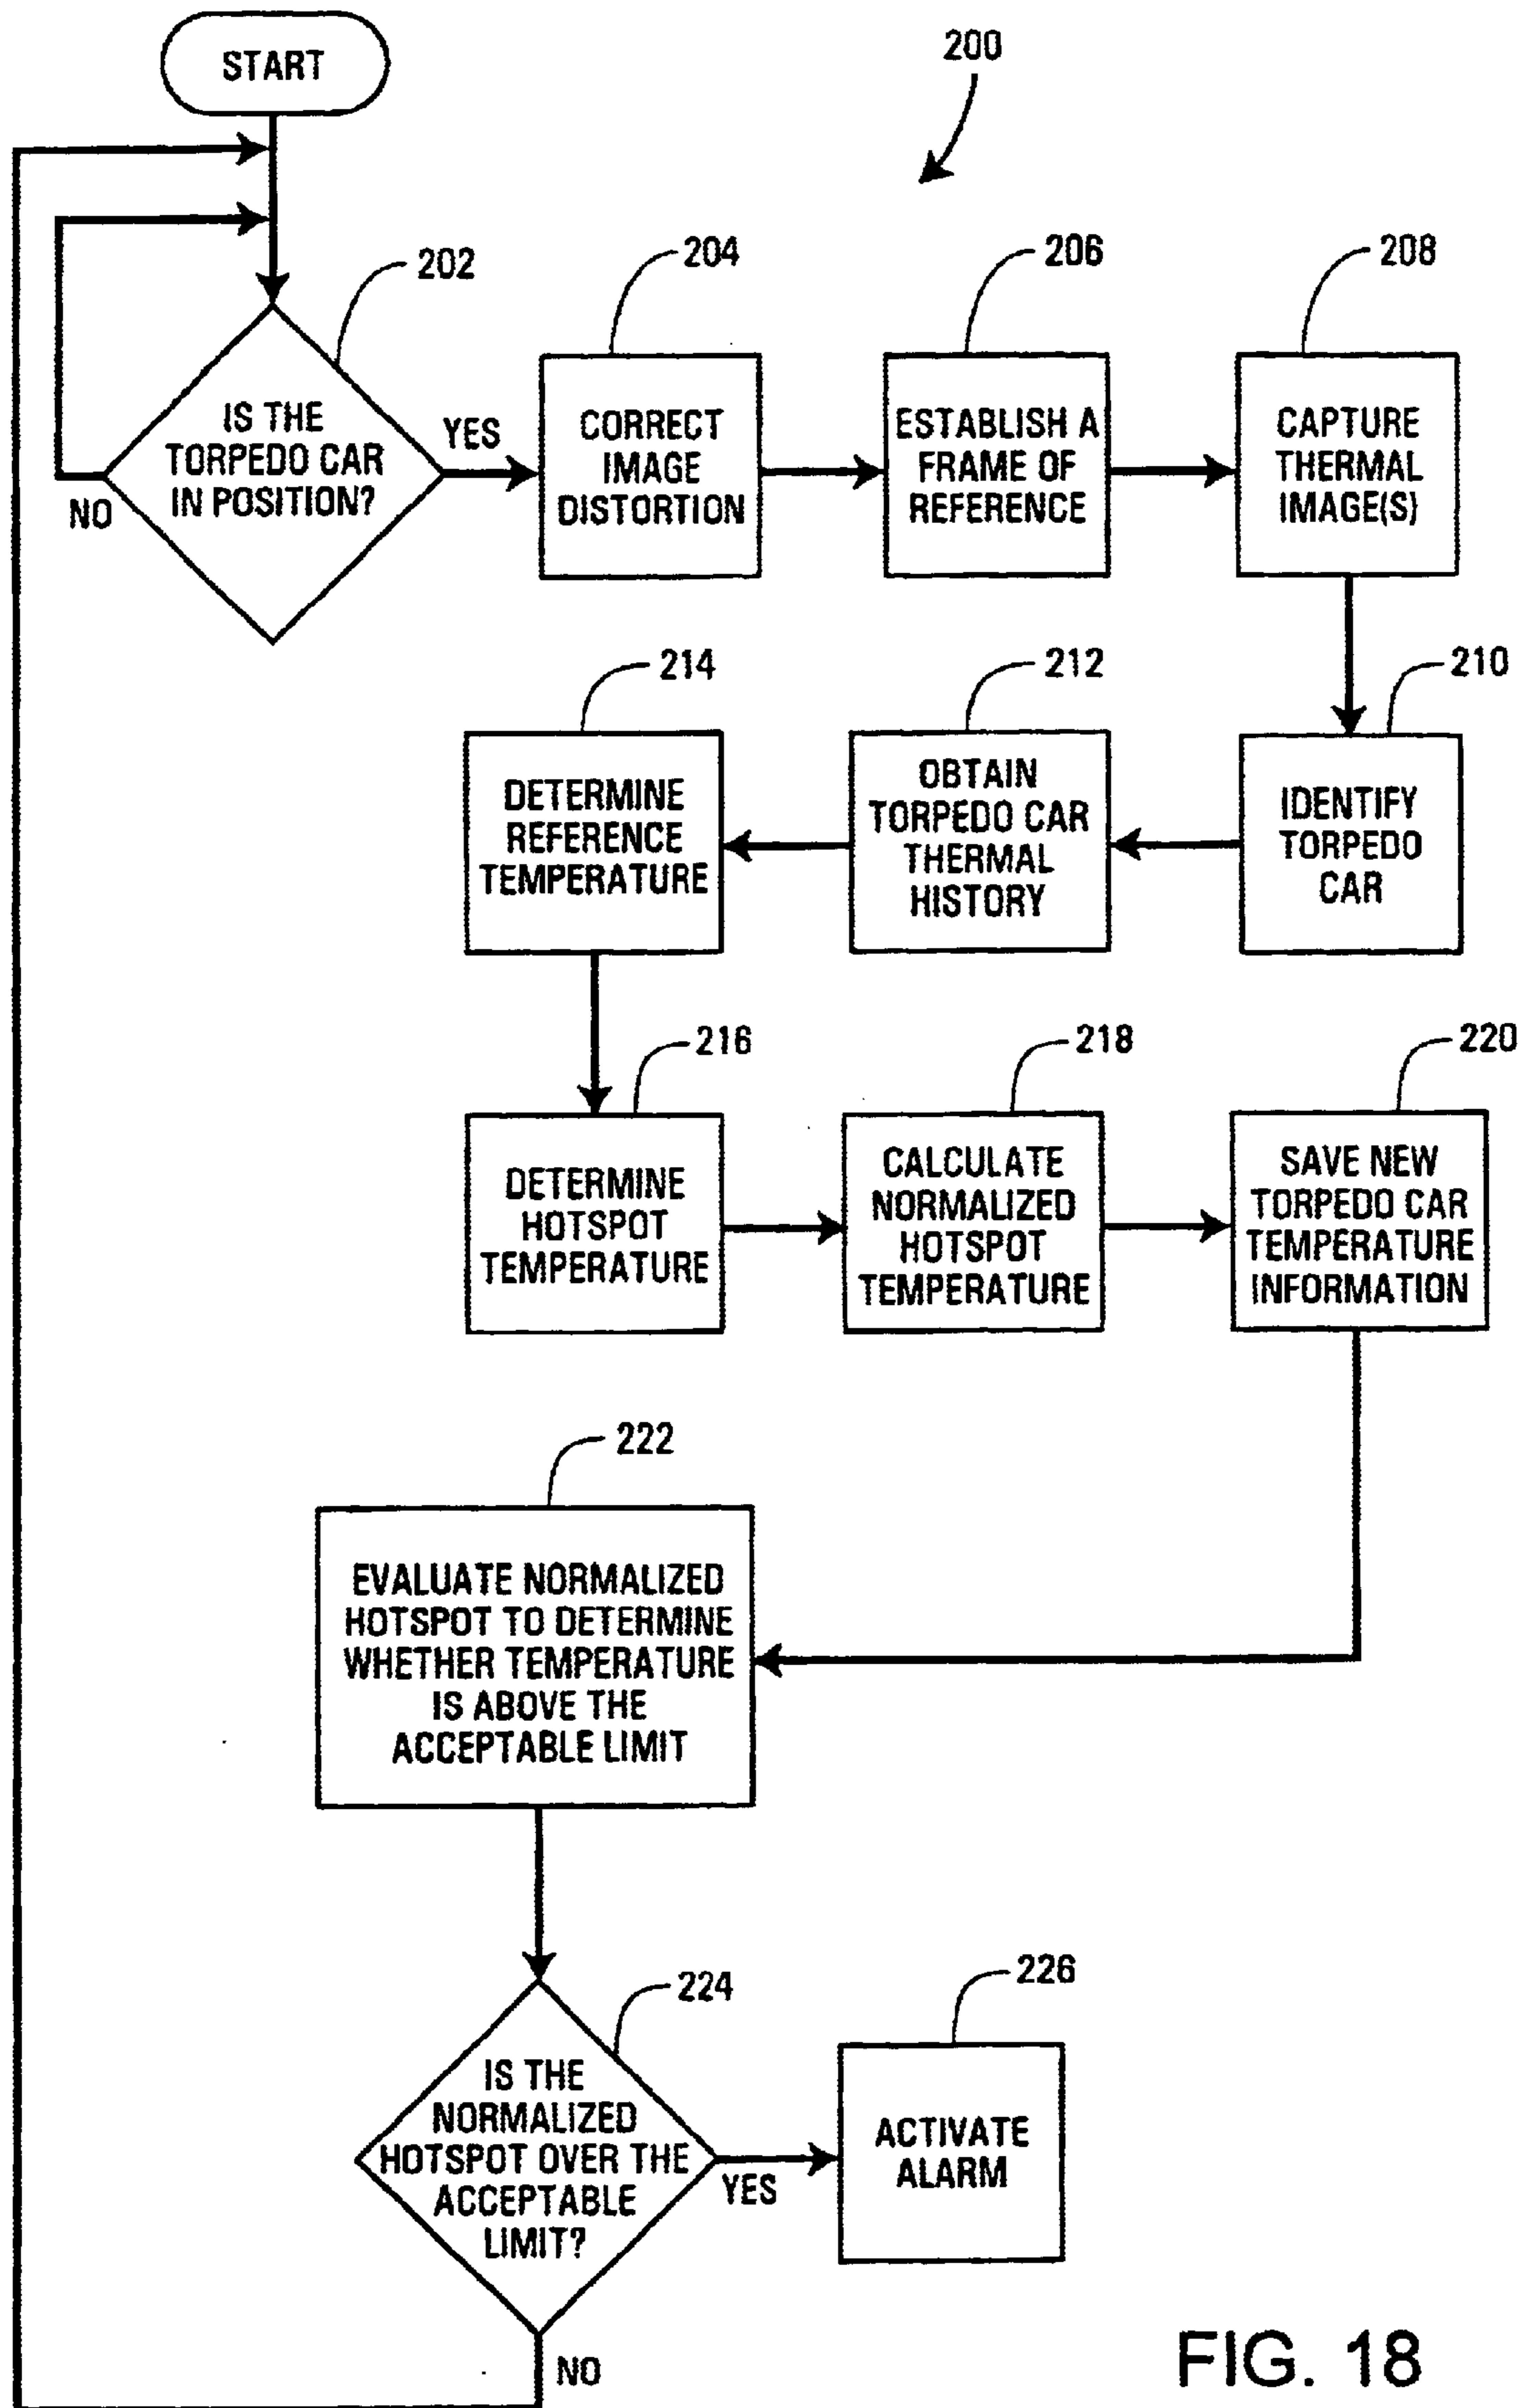 START
200
202
IS THE
TORPEDO CAR
IN POSITION?
YES
NO
204
CORRECT
IMAGE
DISTORTION
206
ESTABLISH A
FRAME OF
REFERENCE
208
CAPTURE
THERMAL
IMAGE(S)
210
IDENTIFY
TORPEDO
CAR
212
OBTAIN
TORPEDO CAR
THERMAL
HISTORY
214
DETERMINE
REFERENCE
TEMPERATURE
216
DETERMINE
HOTSPOT
TEMPERATURE
218
CALCULATE
NORMALIZED
HOTSPOT
TEMPERATURE
220
SAVE NEW
TORPEDO CAR
TEMPERATURE
INFORMATION
222
EVALUATE NORMALIZED
HOTSPOT TO DETERMINE
WHETHER TEMPERATURE
IS ABOVE THE
ACCEPTABLE LIMIT
224
IS THE
NORMALIZED
HOTSPOT OVER THE
ACCEPTABLE
LIMIT?
YES
NO
226
ACTIVATE
ALARM
FIG. 18